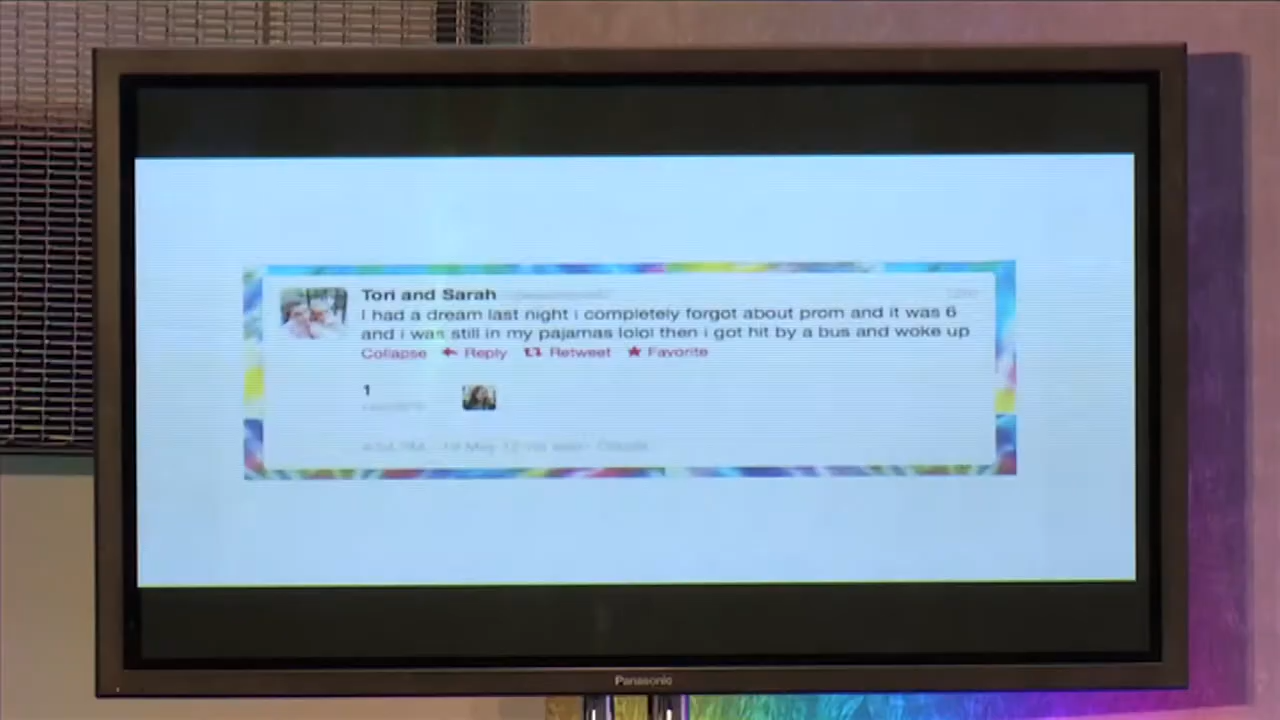 Tori and Sarah
I had a dream last night i completely forgot about prom and it was 6
and i was still in my pajamas lolol then i got hit by a bus and woke up
Collapse Reply Retweet Favorite
1
Panasonic